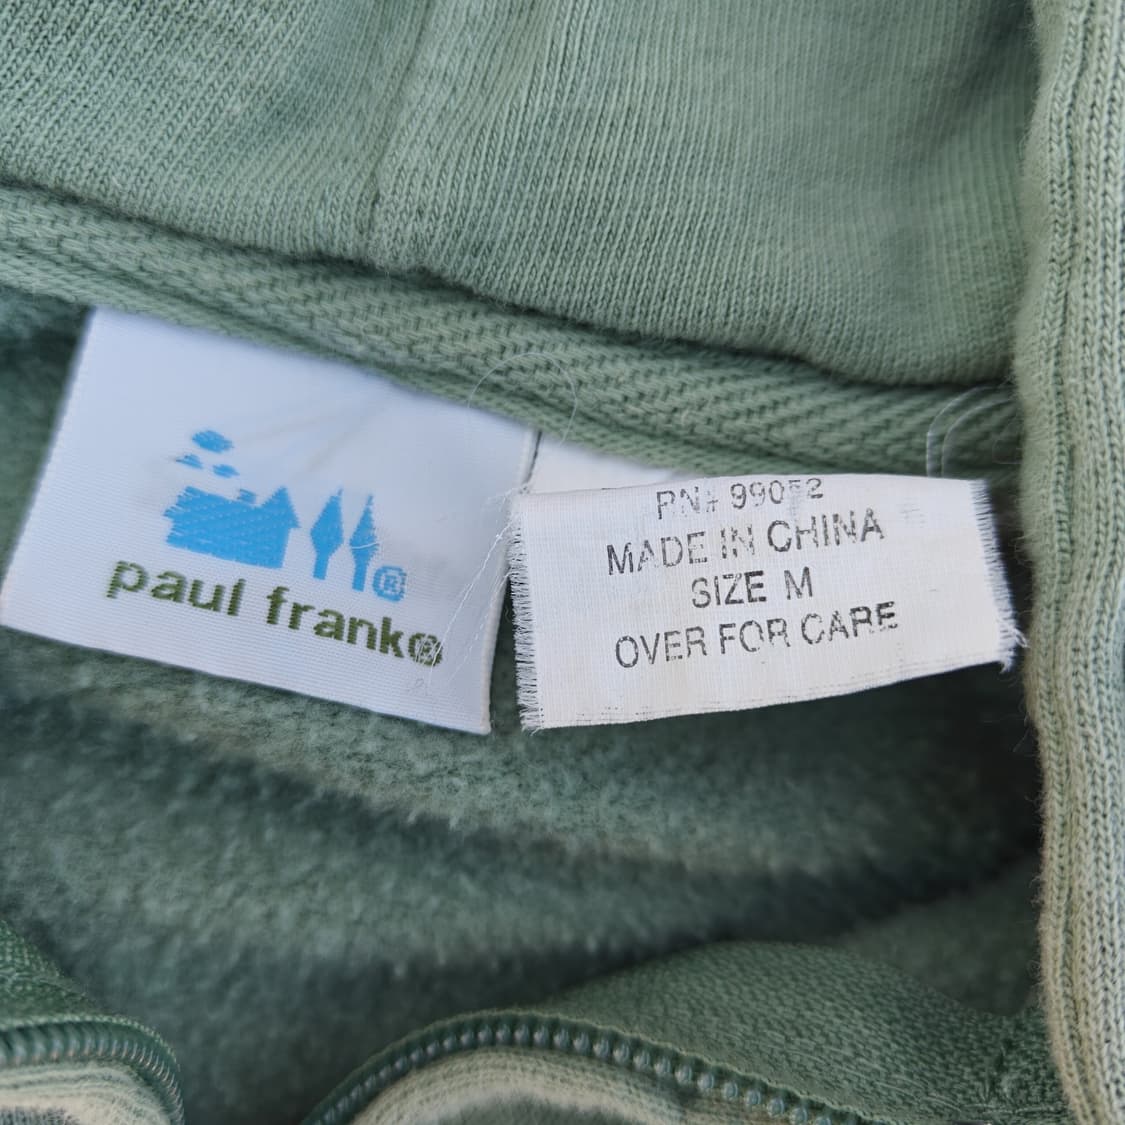 paul frank®
RN# 99052
MADE IN CHINA
SIZE M
OVER FOR CARE